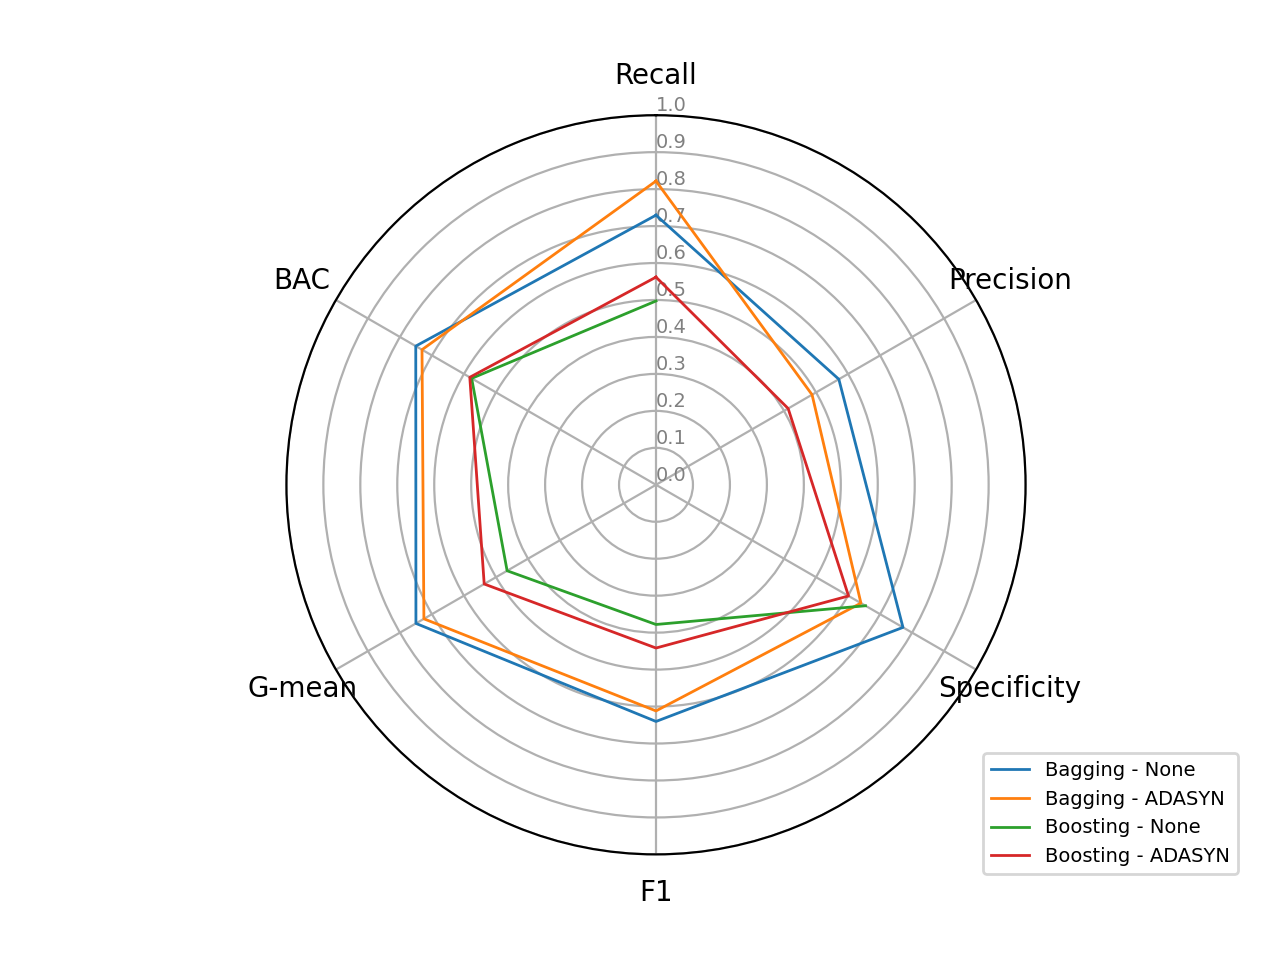 Recall
1.0
0.9
0.8
0.7
0.6
0.5
0.4
0.3
0.2
0.1
0.0
BAC
Precision
G-mean
Specificity
F1
Bagging - None
Bagging - ADASYN
Boosting - None
Boosting - ADASYN